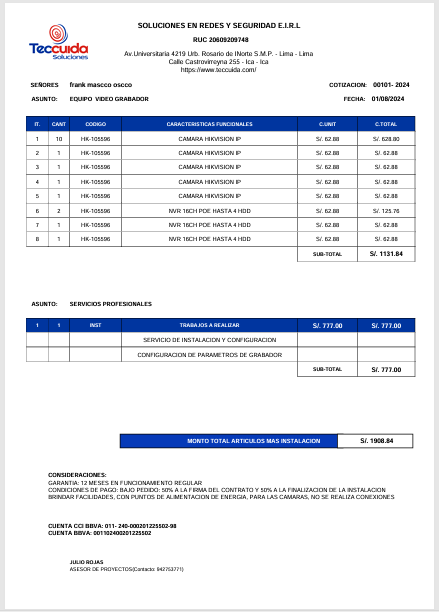 Teccuida
Soluciones
SOLUCIONES EN REDES Y SEGURIDAD E.I.R.L
RUC 20609209748
Av.Universitaria 4219 Urb. Rosario de lNorte S.M.P. - Lima - Lima
Calle Castrovirreyna 255 - Ica - Ica
https://www.teccuida.com/
SEÑORES frank mascco oscco COTIZACION: 00101- 2024
ASUNTO: EQUIPO VIDEO GRABADOR FECHA: 01/08/2024
IT. CANT CODIGO CARACTERISTICAS FUNCIONALES C.UNIT C.TOTAL
1 10 HK-105596 CAMARA HIKVISION IP S/. 62.88 S/. 628.80
2 1 HK-105596 CAMARA HIKVISION IP S/. 62.88 S/. 62.88
3 1 HK-105596 CAMARA HIKVISION IP S/. 62.88 S/. 62.88
4 1 HK-105596 CAMARA HIKVISION IP S/. 62.88 S/. 62.88
5 1 HK-105596 CAMARA HIKVISION IP S/. 62.88 S/. 62.88
6 2 HK-105596 NVR 16CH POE HASTA 4 HDD S/. 62.88 S/. 125.76
7 1 HK-105596 NVR 16CH POE HASTA 4 HDD S/. 62.88 S/. 62.88
8 1 HK-105596 NVR 16CH POE HASTA 4 HDD S/. 62.88 S/. 62.88
SUB-TOTAL S/. 1131.84
ASUNTO: SERVICIOS PROFESIONALES
1 1 INST TRABAJOS A REALIZAR S/. 777.00 S/. 777.00
SERVICIO DE INSTALACION Y CONFIGURACION
CONFIGURACION DE PARAMETROS DE GRABADOR
SUB-TOTAL S/. 777.00
MONTO TOTAL ARTICULOS MAS INSTALACION S/. 1908.84
CONSIDERACIONES:
GARANTIA: 12 MESES EN FUNCIONAMIENTO REGULAR
CONDICIONES DE PAGO: BAJO PEDIDO: 50% A LA FIRMA DEL CONTRATO Y 50% A LA FINALIZACION DE LA INSTALACION
BRINDAR FACILIDADES, CON PUNTOS DE ALIMENTACION DE ENERGIA, PARA LAS CAMARAS, NO SE REALIZA CONEXIONES
CUENTA CCI BBVA: 011- 240-000201225502-98
CUENTA BBVA: 001102400201225502
JULIO ROJAS
ASESOR DE PROYECTOS(Contacto: 942753771)